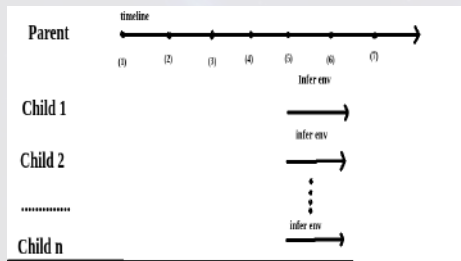 timeline
Parent
(1) (2) (3) (4) (5) (6) (7)
Infer env
Child 1
infer env
Child 2
..............
infer env
Child n